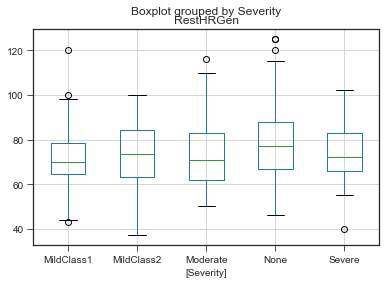 Boxplot grouped by Severity
RestHRGen
120
100
80
60
40
MildClass1 MildClass2 Moderate None Severe
[Severity]